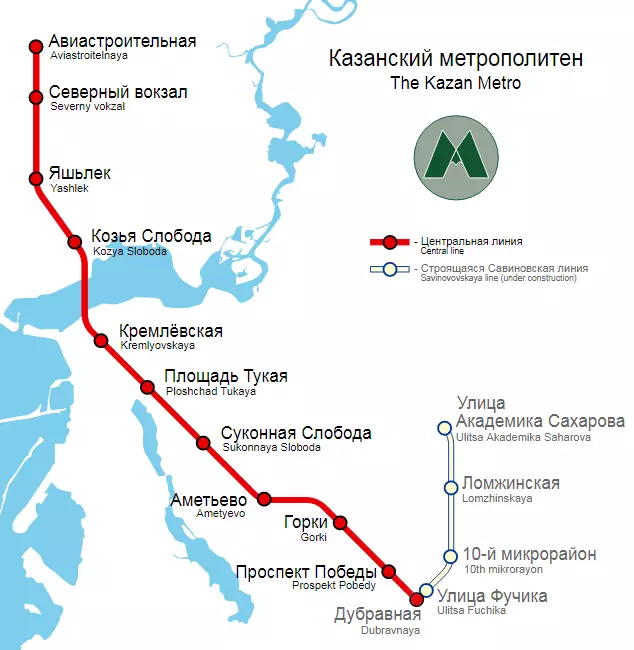 Казанский метрополитен
The Kazan Metro
Авиастроительная
Aviastroitelnaya
Северный вокзал
Severny vokzal
Яшьлек
Yashlek
Козья Слобода
Kozya Sloboda
- Центральная линия
Central line
- Строящаяся Савиновская линия
Savinovovskaya line (under construction)
Кремлёвская
Kremlyovskaya
Площадь Тукая
Ploshchad Tukaya
Суконная Слобода
Sukonnaya Sloboda
Аметьево
Ametyevo
Горки
Gorki
Проспект Победы
Prospekt Pobedy
Дубравная
Dubravnaya
Улица
Академика Сахарова
Ulitsa Akademika Saharova
Ломжинская
Lomzhinskaya
10-й микрорайон
10th mikrorayon
Улица Фучика
Ulitsa Fuchika